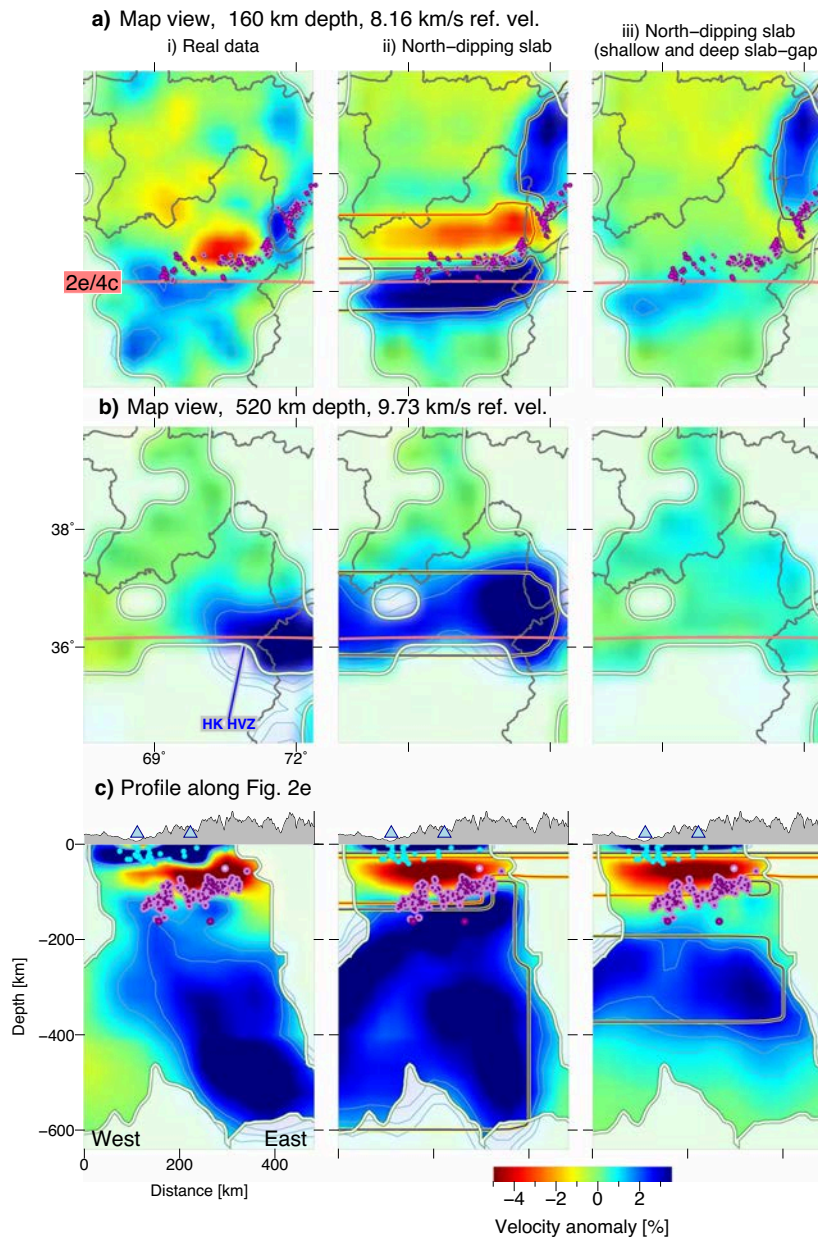 a) Map view, 160 km depth, 8.16 km/s ref. vel.
i) Real data
ii) North−dipping slab
iii) North−dipping slab
(shallow and deep slab−gap
2e/4c
b) Map view, 520 km depth, 9.73 km/s ref. vel.
38°
36°
HK HVZ
69°
72°
c) Profile along Fig. 2e
0
−200
−400
−600
Depth [km]
West
East
0
200
400
Distance [km]
−4
−2
0
2
Velocity anomaly [%]